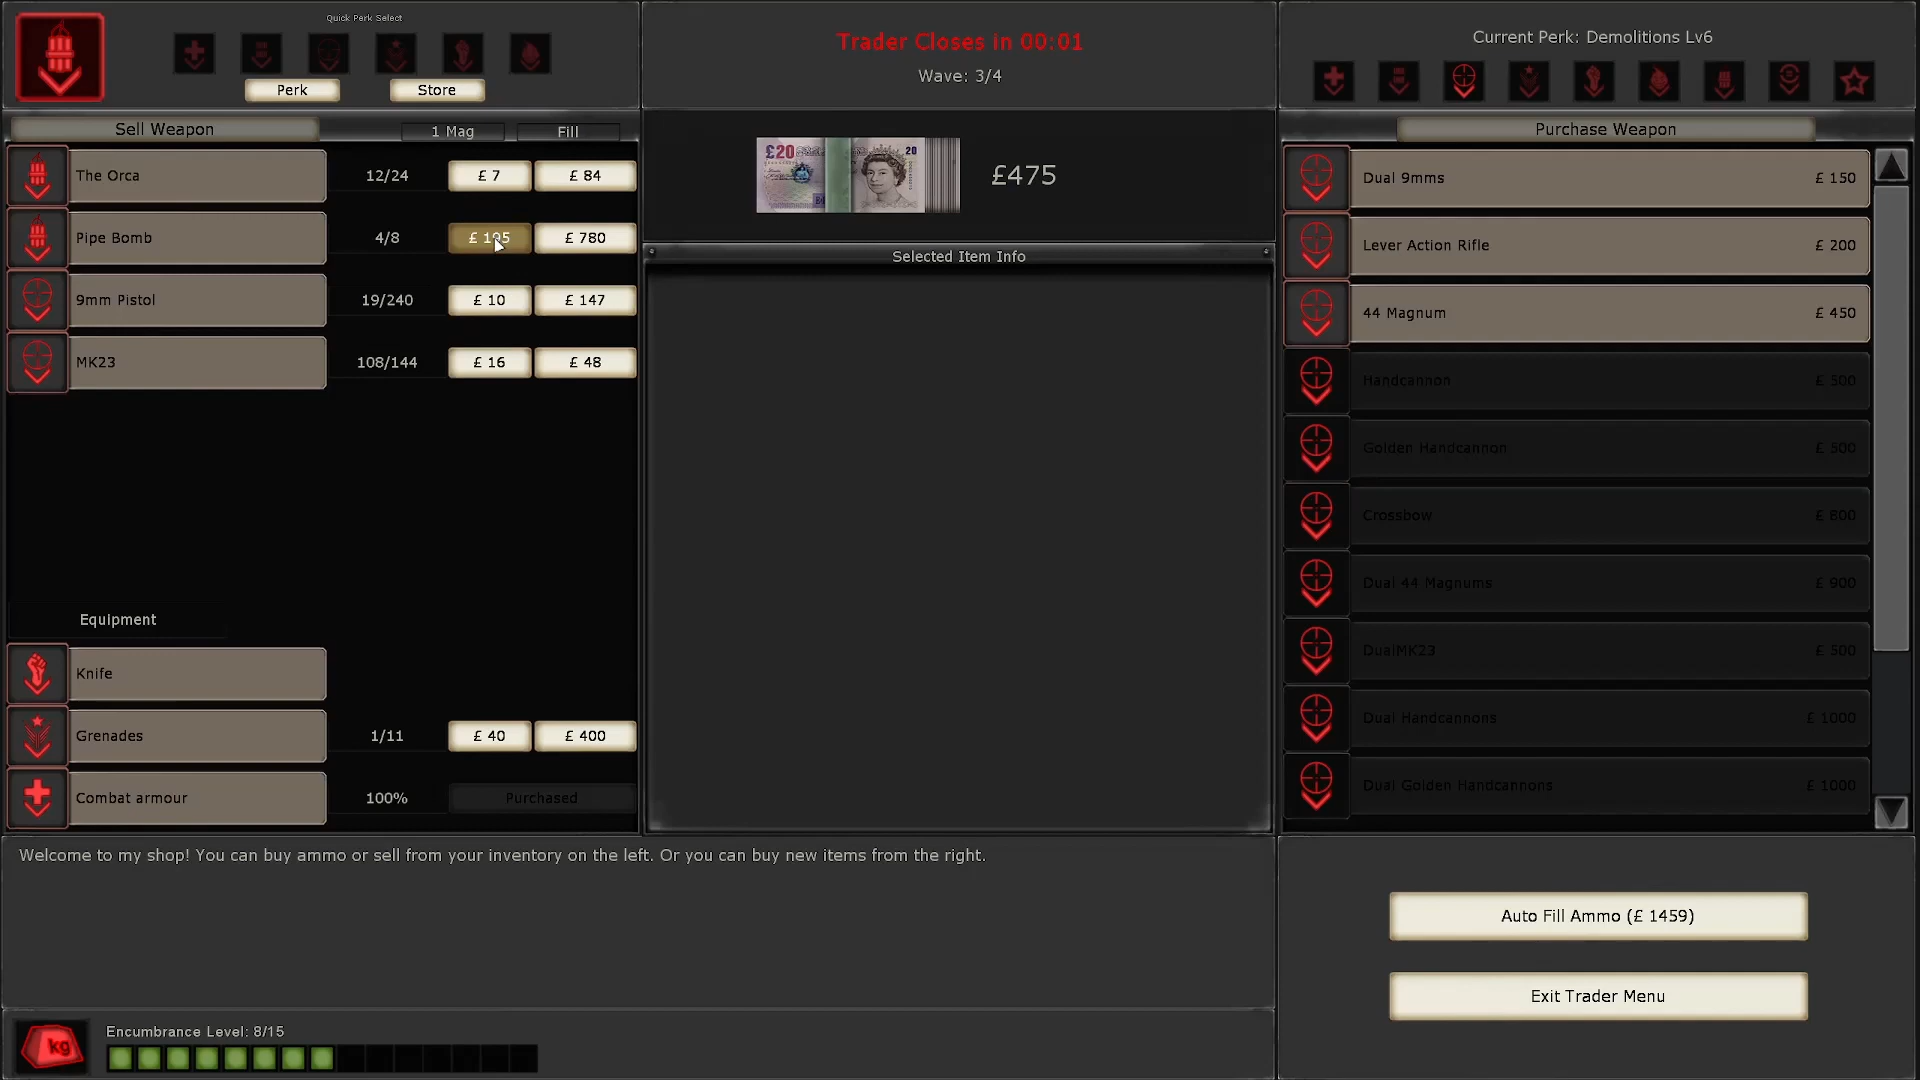 Quick Perk Select
Perk
Store
Trader Closes in 00:01
Wave: 3/4
Current Perk: Demolitions Lv6
Sell Weapon
1 Mag
Fill
The Orca
12/24
£ 7
£ 84
Pipe Bomb
4/8
£ 195
£ 780
9mm Pistol
19/240
£ 10
£ 147
MK23
108/144
£ 16
£ 48
Equipment
Knife
Grenades
1/11
£ 40
£ 400
Combat armour
100%
Purchased
£20
20
£475
Selected Item Info
Purchase Weapon
Dual 9mms
£ 150
Lever Action Rifle
£ 200
44 Magnum
£ 450
Handcannon
£ 500
Golden Handcannon
£ 500
Crossbow
£ 800
Dual 44 Magnums
£ 900
DualMK23
£ 500
Dual Handcannons
£ 1000
Dual Golden Handcannons
£ 1000
Welcome to my shop! You can buy ammo or sell from your inventory on the left. Or you can buy new items from the right.
Auto Fill Ammo (£ 1459)
Exit Trader Menu
kg
Encumbrance Level: 8/15